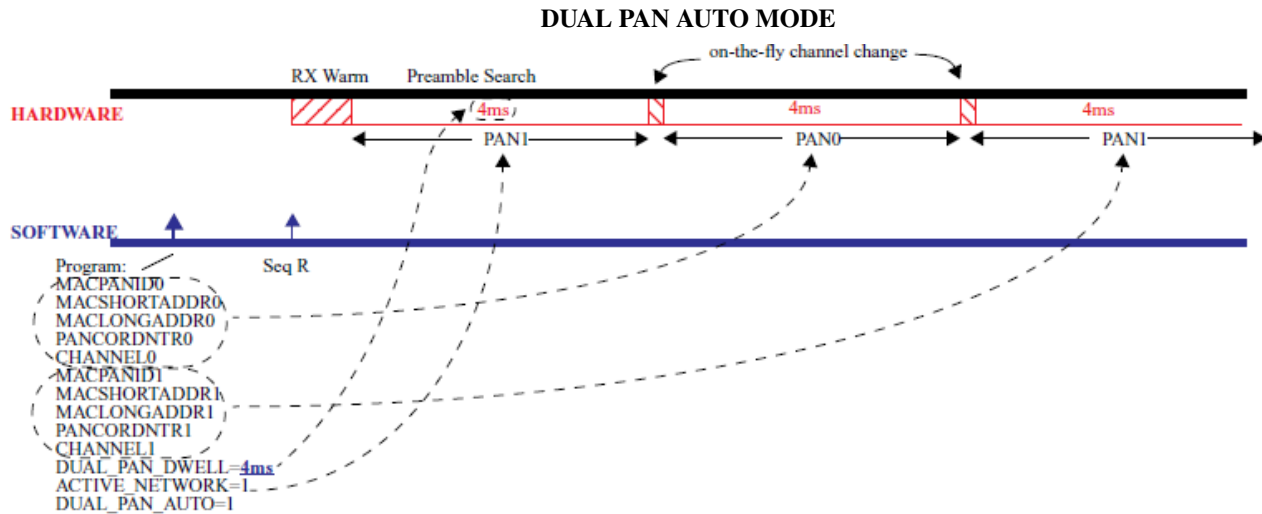 DUAL PAN AUTO MODE
on-the-fly channel change
RX Warm
Preamble Search
HARDWARE
4ms
4ms
4ms
PAN1
PAN0
PAN1
SOFTWARE
Program:
Seq R
MACPANID0
MACSHORTADDR0
MACLONGADDR0
PANCORDNTR0
CHANNEL0
MACPANID1
MACSHORTADDR1
MACLONGADDR1
PANCORDNTR1
CHANNEL1
DUAL_PAN_DWELL=4ms
ACTIVE_NETWORK=1
DUAL_PAN_AUTO=1